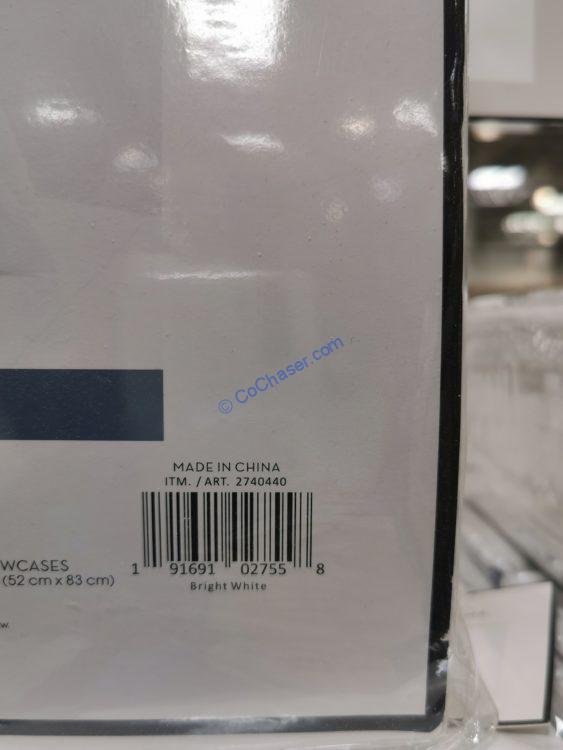 © CoChaser.com
MADE IN CHINA
ITM. / ART. 2740440
WCASES
(52 cm x 83 cm)
1 91691 02755 8
Bright White
w.